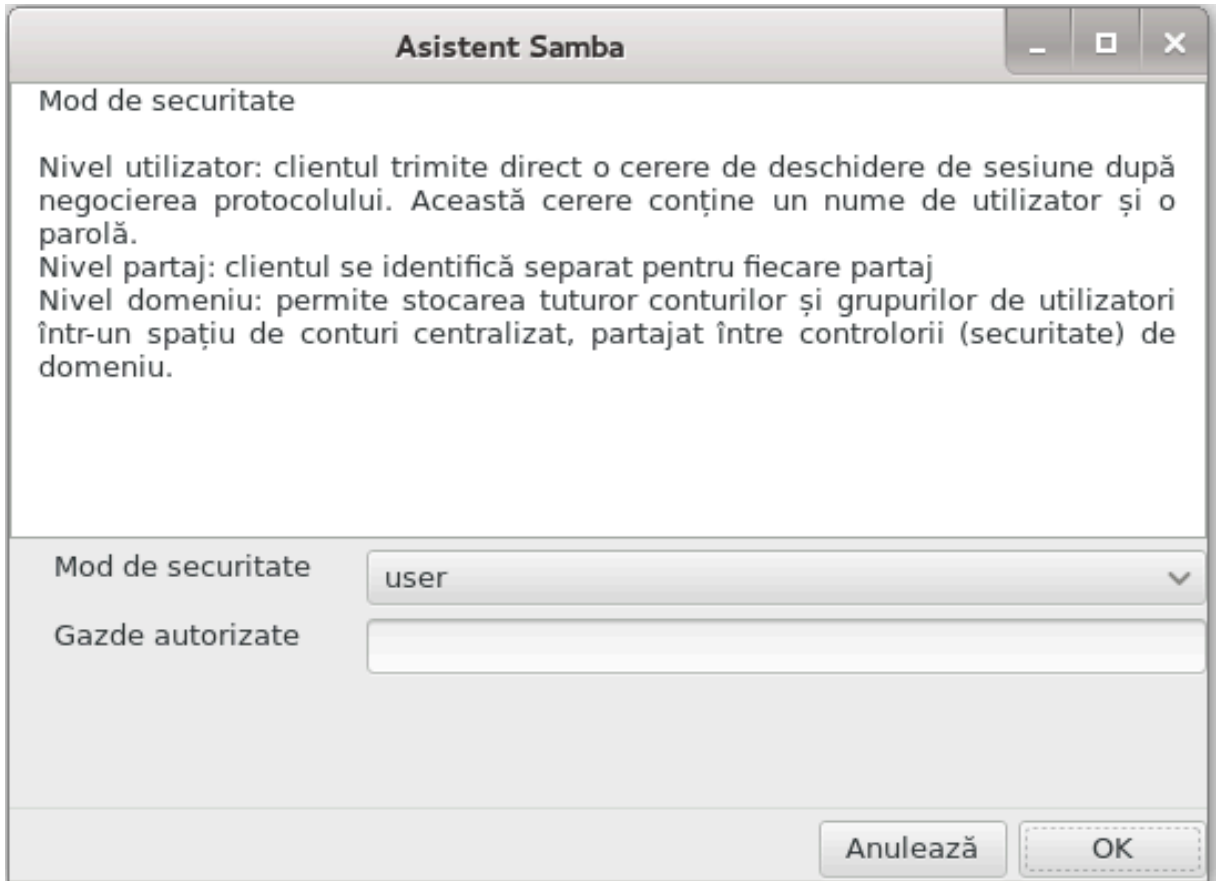 Asistent Samba
Mod de securitate
Nivel utilizator: clientul trimite direct o cerere de deschidere de sesiune după
negocierea protocolului. Această cerere conține un nume de utilizator și o
parolă.
Nivel partaj: clientul se identifică separat pentru fiecare partaj
Nivel domeniu: permite stocarea tuturor conturilor și grupurilor de utilizatori
într-un spațiu de conturi centralizat, partajat între controlorii (securitate) de
domeniu.
Mod de securitate
user
Gazde autorizate
Anulează
OK